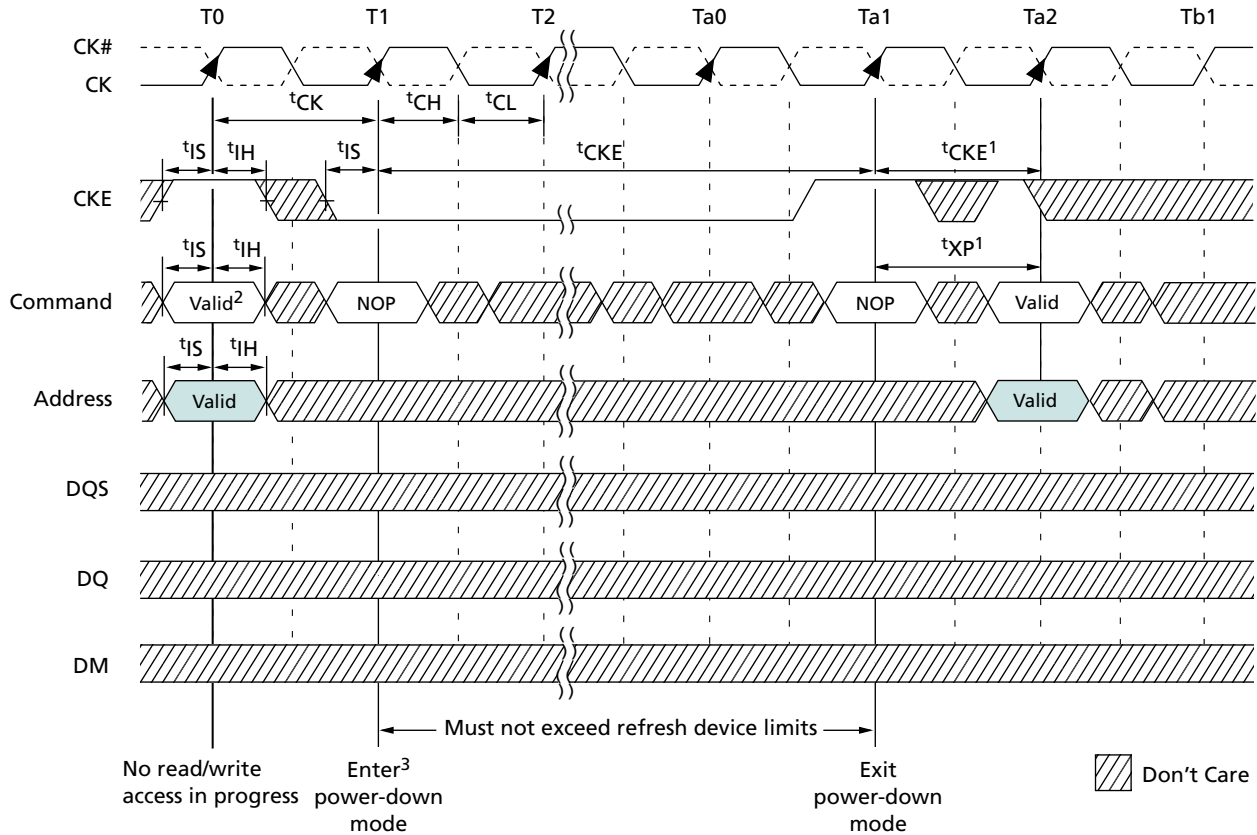 T0 T1 T2 Ta0 Ta1 Ta2 Tb1
CK#
CK
tCK tCH tCL
tIS tIH tIS tCKE tCKE1
CKE
tIS tIH tXP1
Command Valid2 NOP NOP Valid
tIS tIH
Address Valid Valid
DQS
DQ
DM
Must not exceed refresh device limits
No read/write
access in progress
Enter3
power-down
mode
Exit
power-down
mode
Don't Care